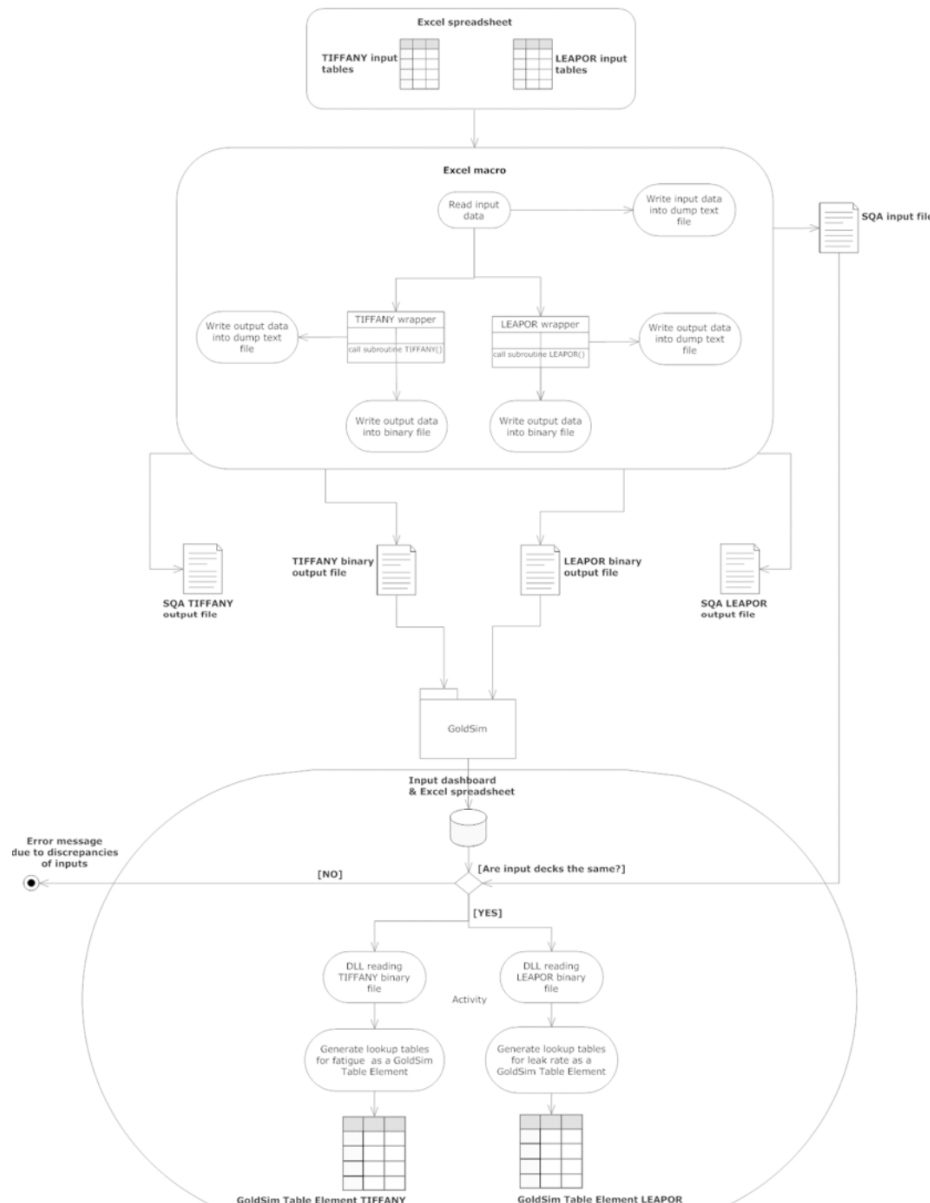 Excel spreadsheet
TIFFANY input
tables
LEAPOR input
tables
Excel macro
Read input
data
Write input data
into dump text
file
SQA input file
TIFFANY wrapper
call subroutine TIFFANY()
LEAPOR wrapper
call subroutine LEAPOR()
Write output data
into dump text
file
Write output data
into dump text
file
Write output data
into binary file
Write output data
into binary file
TIFFANY binary
output file
LEAPOR binary
output file
SQA TIFFANY
output file
SQA LEAPOR
output file
GoldSim
Input dashboard
& Excel spreadsheet
Error message
due to discrepancies
of inputs
[NO]
[Are input decks the same?]
[YES]
DLL reading
TIFFANY binary
file
DLL reading
LEAPOR binary
file
Activity
Generate lookup tables
for fatigue as a GoldSim
Table Element
Generate lookup tables
for leak rate as a
GoldSim Table Element
GoldSim Table Element TIFFANY
GoldSim Table Element LEAPOR